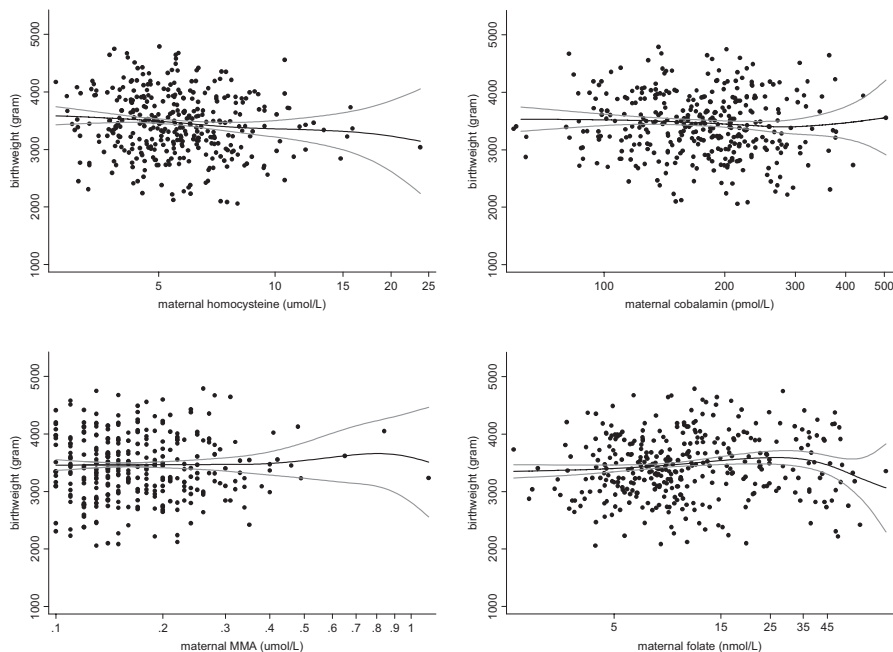 birthweight (gram)
5000
4000
3000
2000
1000
5 10 15 20 25
maternal homocysteine (umol/L)
birthweight (gram)
5000
4000
3000
2000
1000
100 200 300 400 500
maternal cobalamin (pmol/L)
birthweight (gram)
5000
4000
3000
2000
1000
.1 .2 .3 .4 .5 .6 .7 .8 .9 1
maternal MMA (umol/L)
birthweight (gram)
5000
4000
3000
2000
1000
5 15 25 35 45
maternal folate (nmol/L)